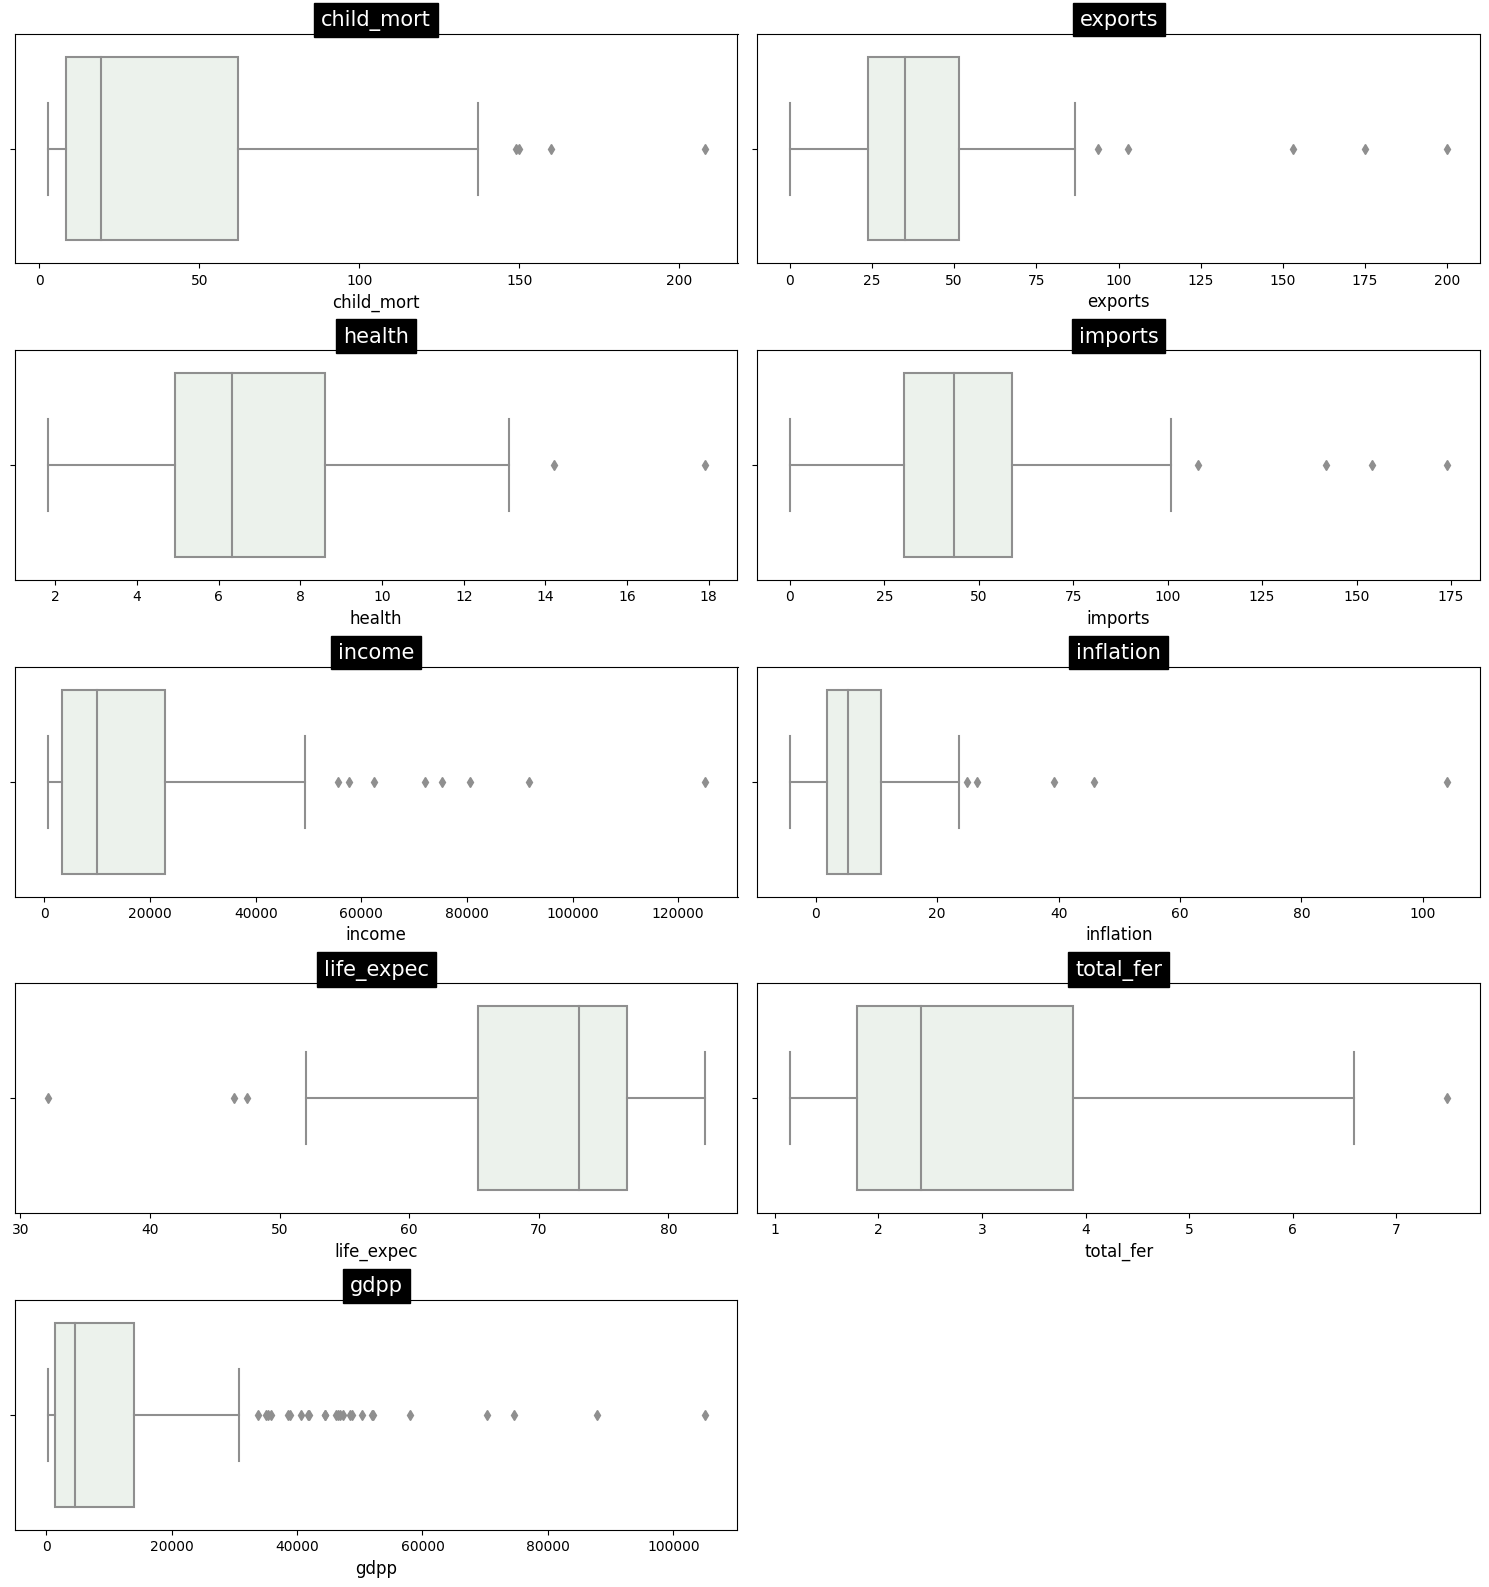 child_mort
0 50 100 150 200
child_mort
exports
0 25 50 75 100 125 150 175 200
exports
health
2 4 6 8 10 12 14 16 18
health
imports
0 25 50 75 100 125 150 175
imports
income
0 20000 40000 60000 80000 100000 120000
income
inflation
0 20 40 60 80 100
inflation
life_expec
30 40 50 60 70 80
life_expec
total_fer
1 2 3 4 5 6 7
total_fer
gdpp
0 20000 40000 60000 80000 100000
gdpp